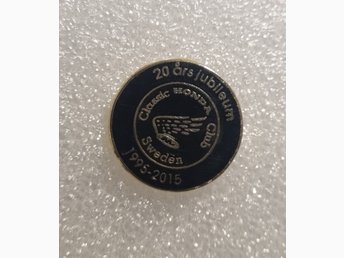 20 års jubileum
Classic HONDA Club
Sweden
1995-2015